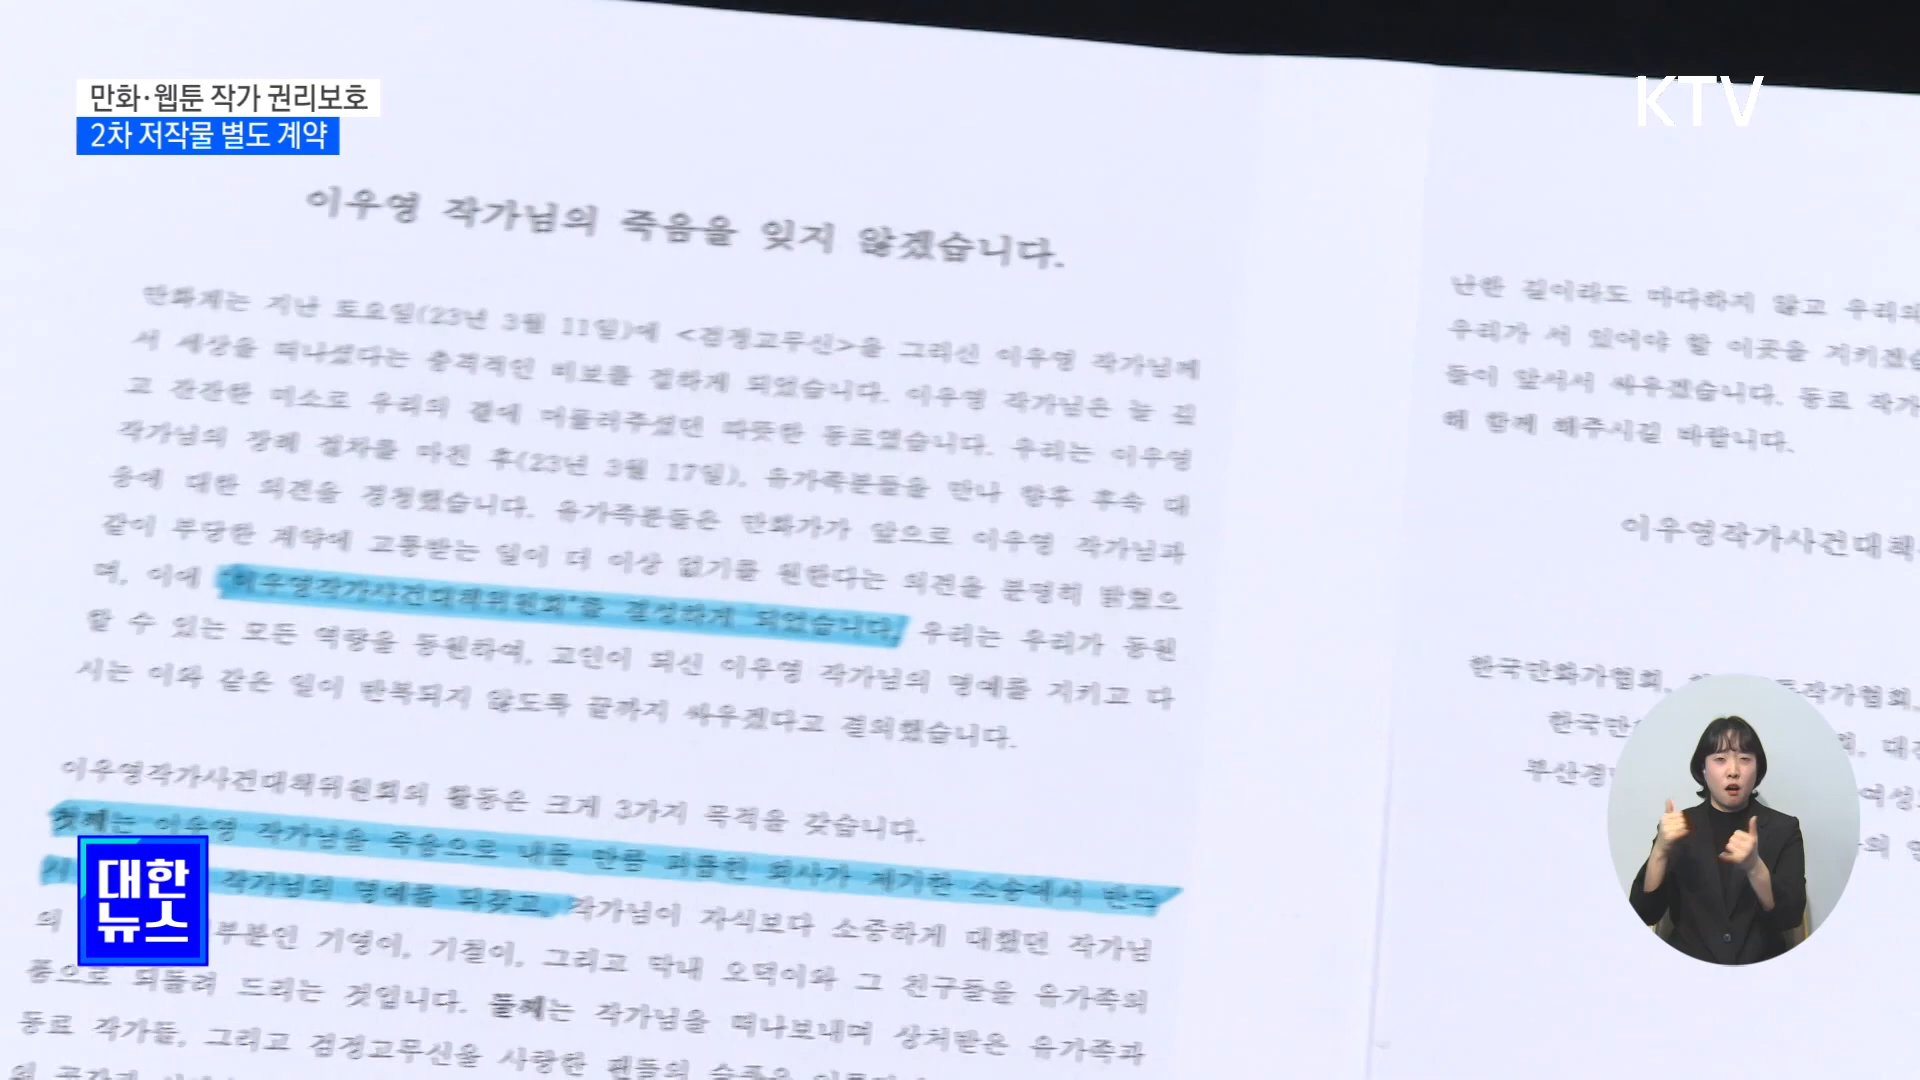 만화·웹툰 작가 권리보호
2차 저작물 별도 계약
KTV
이우영 작가님의 죽음을 잊지 않겠습니다.
만화계는 지난 토요일(23년 3월 11일)에 <검정고무신>을 그리신 이우영 작가님께
서 세상을 떠나셨다는 충격적인 비보를 접하게 되었습니다. 이우영 작가님은 늘 깊
고 잔잔한 미소로 우리의 곁에 머물러주셨던 따뜻한 동료였습니다. 우리는 이우영
작가님의 장례 절차를 마친 후(23년 3월 17일), 유가족분들을 만나 향후 후속 대
응에 대한 의견을 경청했습니다. 유가족분들은 만화가가 앞으로 이우영 작가님과
같이 부당한 계약에 고통받는 일이 더 이상 없기를 원한다는 의견을 분명히 밝혔으
며, 이에 "이우영작가사건대책위원회"를 결성하게 되었습니다. 우리는 우리가 동원
할 수 있는 모든 역량을 동원하여, 고인이 되신 이우영 작가님의 명예를 지키고 다
시는 이와 같은 일이 반복되지 않도록 끝까지 싸우겠다고 결의했습니다.
이우영작가사건대책위원회의 활동은 크게 3가지 목적을 갖습니다.
첫째는 이우영 작가님을 죽음으로 내몰 만큼 괴롭힌 회사가 제기한 소송에서 반드
작가님의 명예를 되찾고, 작가님이 자식보다 소중하게 대했던 작가님
의 부분인 기영이, 기철이, 그리고 막내 오덕이와 그 친구들을 유가족의
품으로 되돌려 드리는 것입니다. 둘째는 작가님을 떠나보내며 상처받은 유가족과
동료 작가들, 그리고 검정고무신을 사랑한 팬들의 슬픔을
난한 길이라도 마다하지 않고 우리의
우리가 서 있어야 할 이곳을 지키겠습
들이 앞서서 싸우겠습니다. 동료 작가
해 함께 해주시길 바랍니다.
이우영작가사건대책
한국만화가협회, 작가협회,
한국만 회, 대전
부산경 여성
대한
뉴스